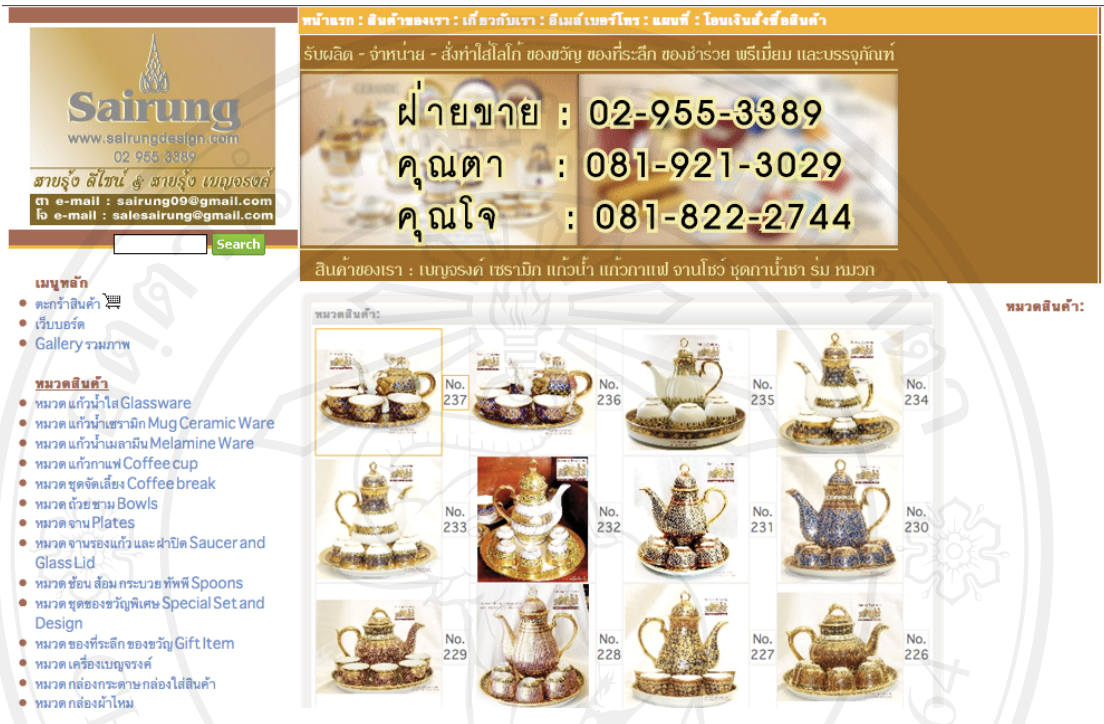 หน้าแรก : สินค้าของเรา : เกี่ยวกับเรา : อีเมล์ เบอร์โทร : แผนที่ : โอนเงินสั่งซื้อสินค้า
รับผลิต - จำหน่าย - สั่งทำใส่โลโก้ ของขวัญ ของที่ระลึก ของชำร่วย พรีเมี่ยม และบรรจุภัณฑ์
Sairung
www.sairungdesign.com
02 955 3389
สายรุ้ง ดีไซน์ & สายรุ้ง เบญจรงค์
ตา e-mail : sairung09@gmail.com
โจ e-mail : salesairung@gmail.com
ฝ่ายขาย : 02-955-3389
คุณตา : 081-921-3029
คุณโจ : 081-822-2744
Search
สินค้าของเรา : เบญจรงค์ เซรามิก แก้วน้ำ แก้วกาแฟ จานโชว์ ชุดกาน้ำชา ร่ม หมวก
เมนูหลัก
ตะกร้าสินค้า
เว็บบอร์ด
Gallery รวมภาพ
หมวดสินค้า
หมวด แก้วน้ำใส Glassware
หมวด แก้วน้ำเซรามิก Mug Ceramic Ware
หมวด แก้วน้ำเมลามีน Melamine Ware
หมวด แก้วกาแฟ Coffee cup
หมวด ชุดจัดเลี้ยง Coffee break
หมวด ถ้วย ชาม Bowls
หมวด จาน Plates
หมวด จานรองแก้ว และ ฝาปิด Saucer and
Glass Lid
หมวด ช้อน ส้อม กระบวย ทัพพี Spoons
หมวด ชุดของขวัญพิเศษ Special Set and
Design
หมวด ของที่ระลึก ของขวัญ Gift Item
หมวด เครื่องเบญจรงค์
หมวด กล่องกระดาษ กล่องใส่สินค้า
หมวด กล่องผ้าไหม
หมวดสินค้า:
No.
237
No.
236
No.
235
No.
234
No.
233
No.
232
No.
231
No.
230
No.
229
No.
228
No.
227
No.
226
หมวดสินค้า: